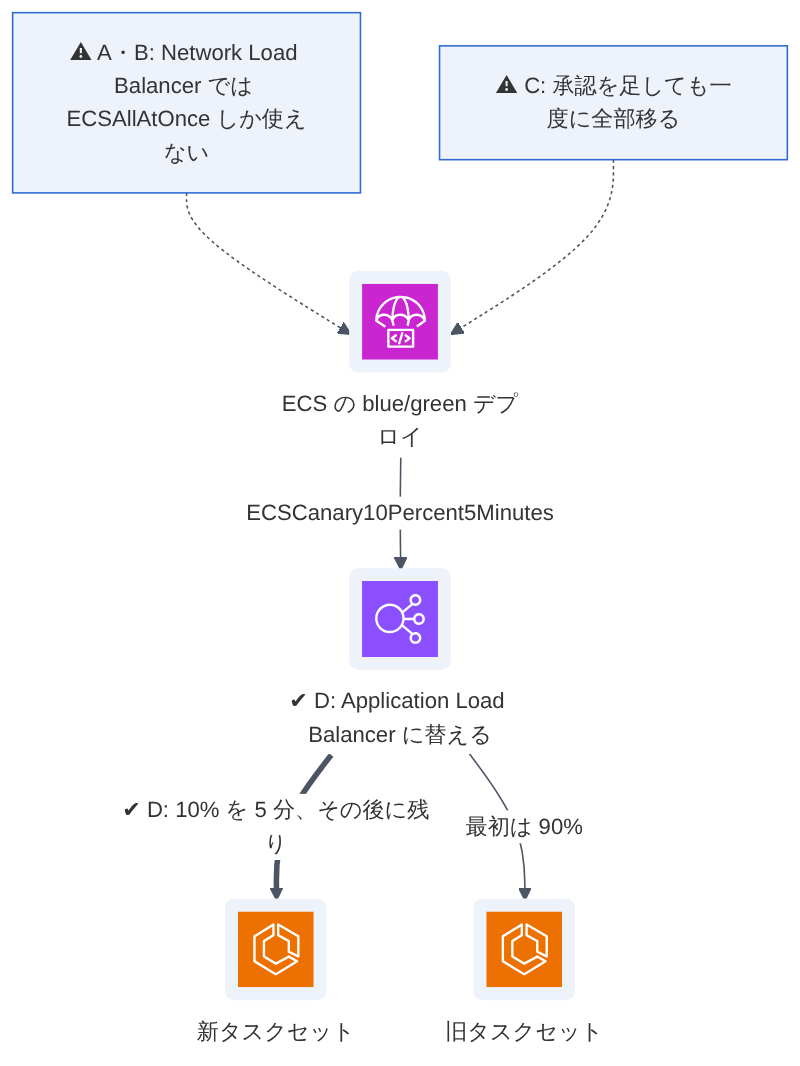 ⚠ A・B: Network Load
Balancer では
ECSAllAtOnce しか使え
ない
⚠ C: 承認を足しても一
度に全部移る
ECS の blue/green デプ
ロイ
ECSCanary10Percent5Minutes
✔ D: Application Load
Balancer に替える
✔ D: 10% を 5 分、その後に残
り
最初は 90%
新タスクセット
旧タスクセット